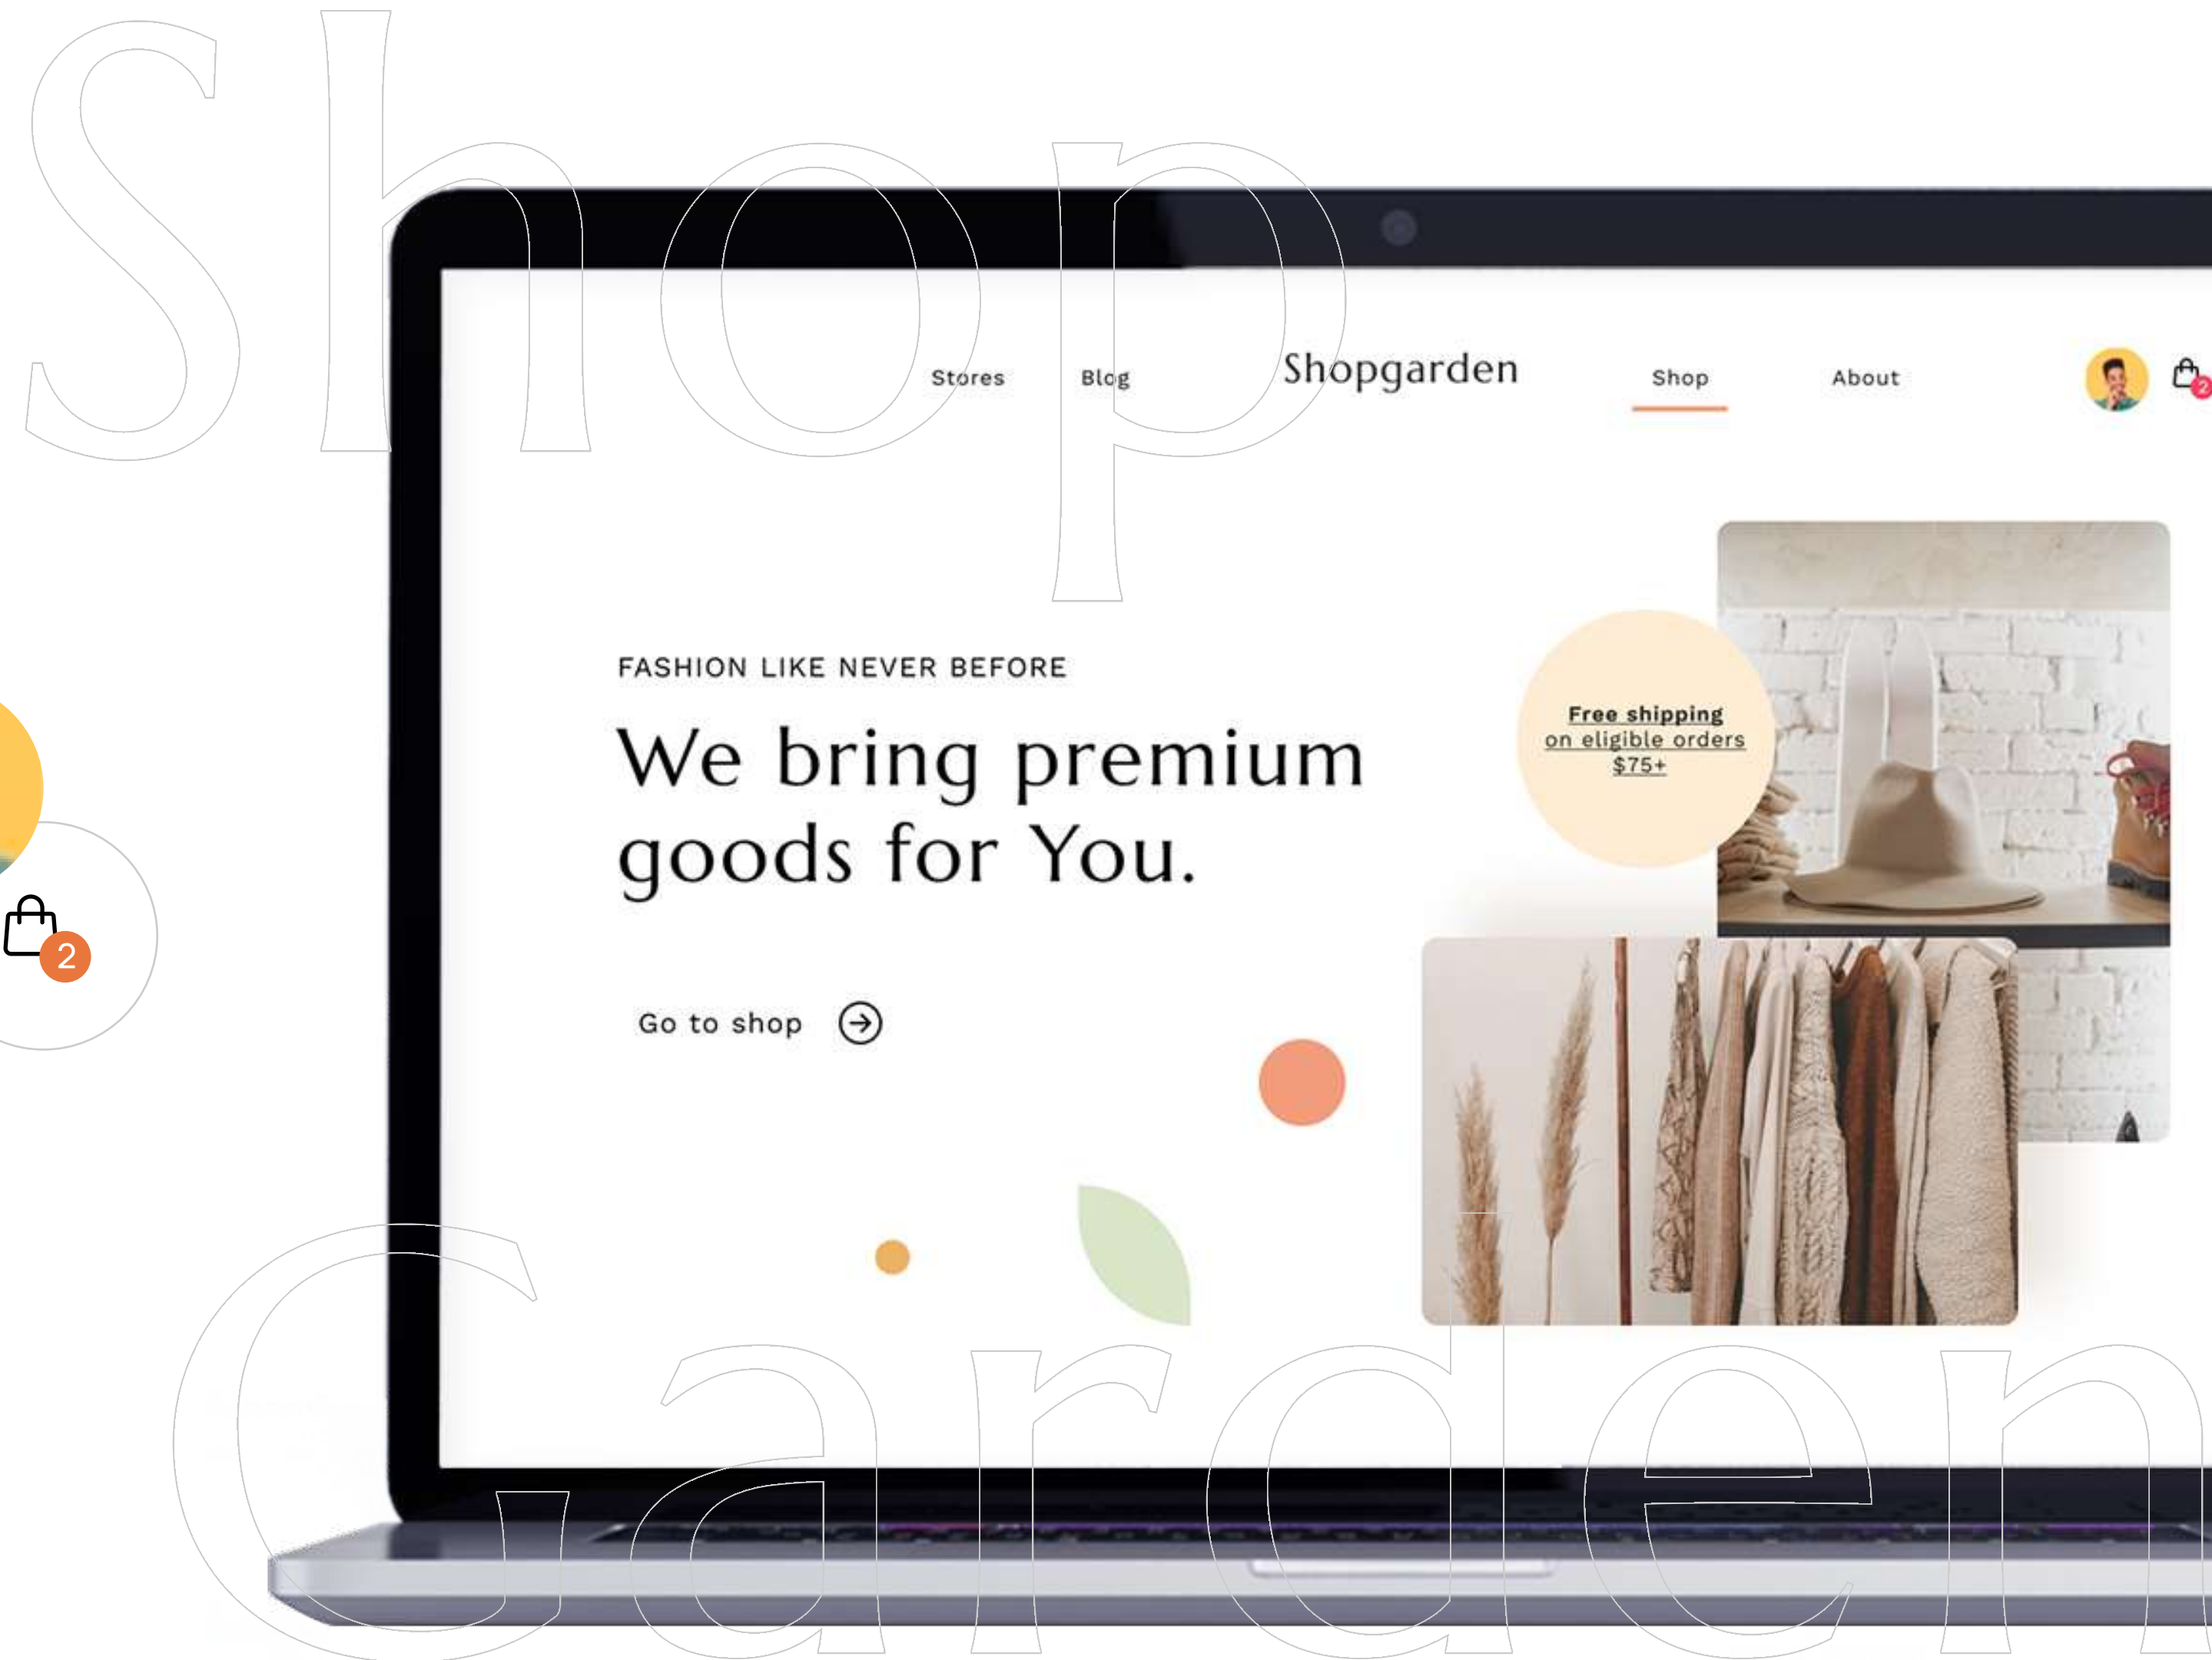 Shop
Stores
Blog
Shopgarden
Shop
About
2
FASHION LIKE NEVER BEFORE
We bring premium
goods for You.
Free shipping
on eligible orders
$75+
2
Go to shop
Garden